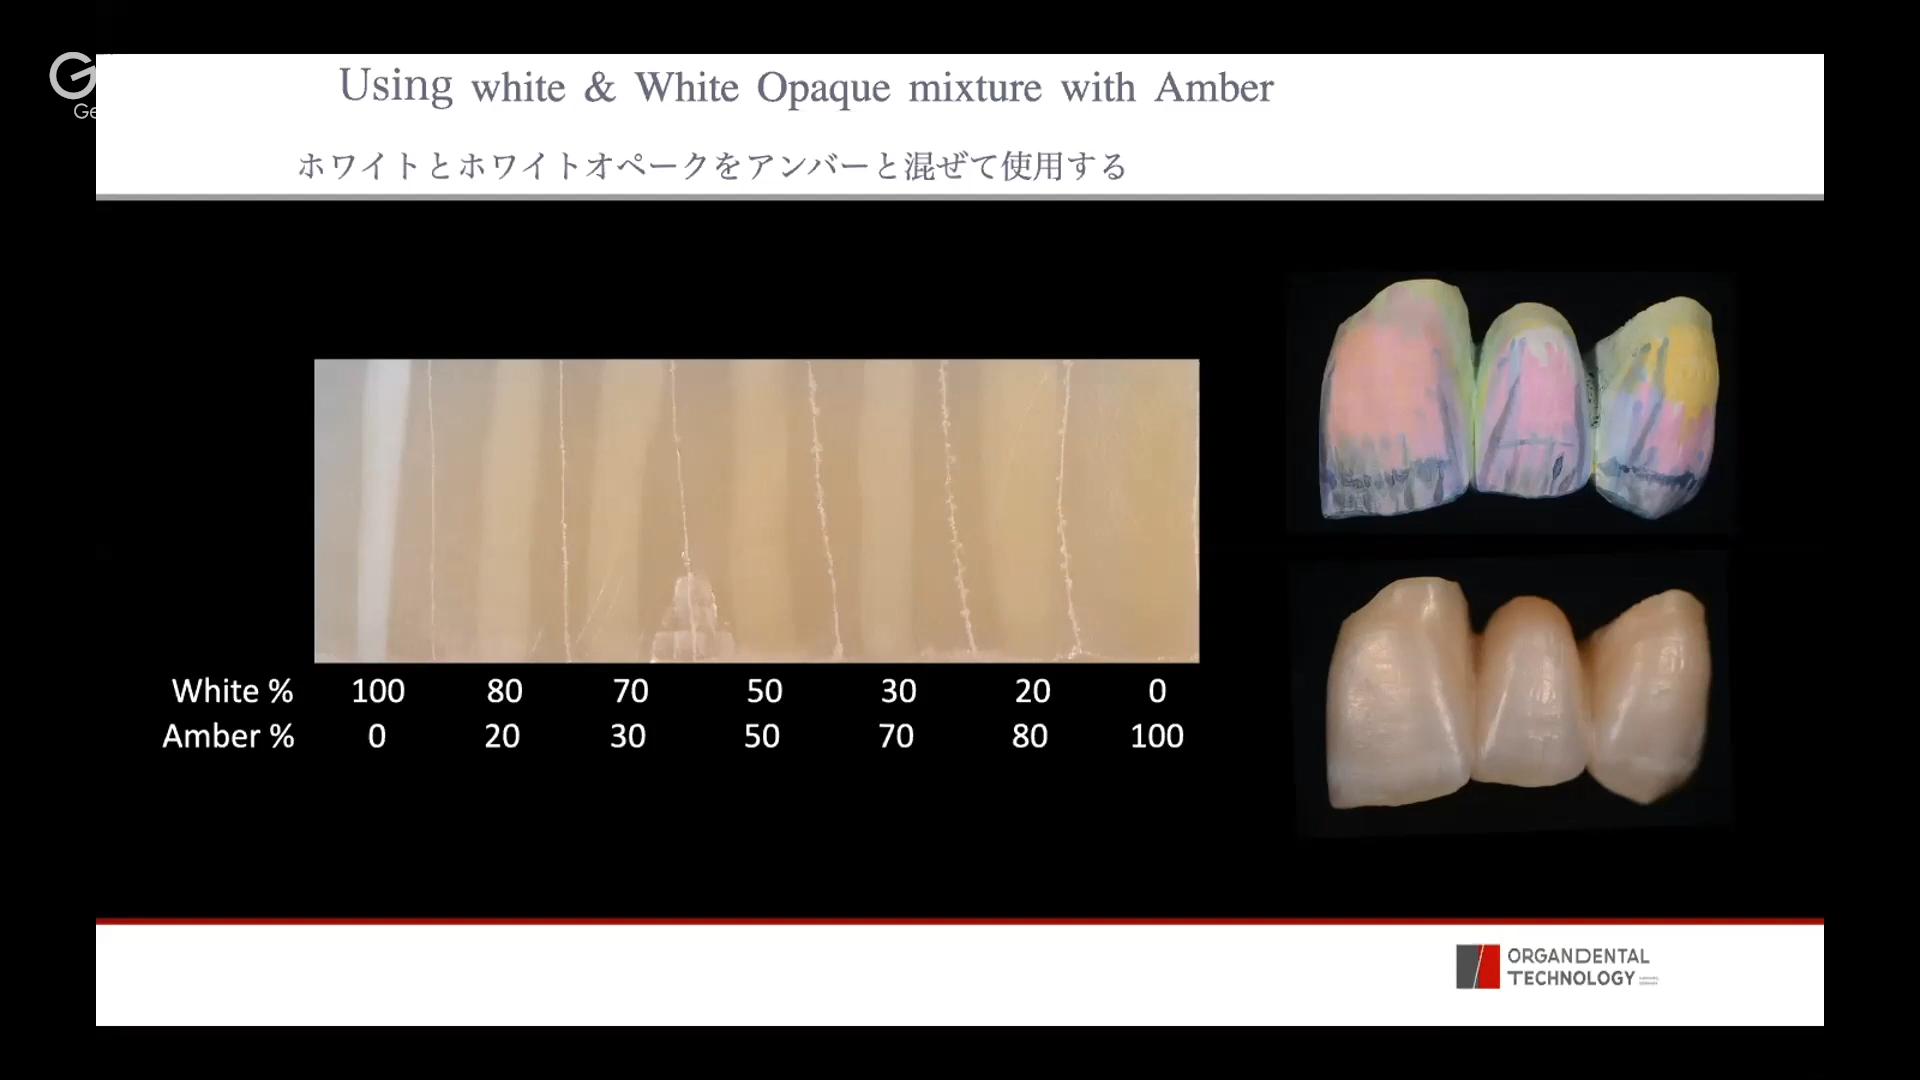 Using white & White Opaque mixture with Amber
Ge
ホワイトとホワイトオペークをアンバーと混ぜて使用する
White % 100 80 70 50 30 20 0
Amber % 0 20 30 50 70 80 100
ORGANDENTAL
TECHNOLOGY